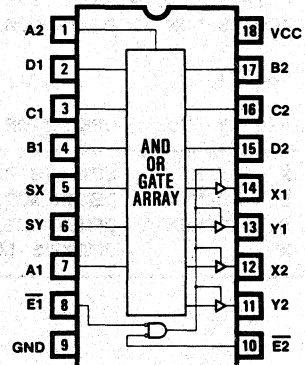 A2 1 18 VCC
D1 2 17 B2
C1 3 16 C2
B1 4 15 D2
SX 5 14 X1
SY 6 13 Y1
A1 7 12 X2
E1 8 11 Y2
GND 9 10 E2
AND
OR
GATE
ARRAY